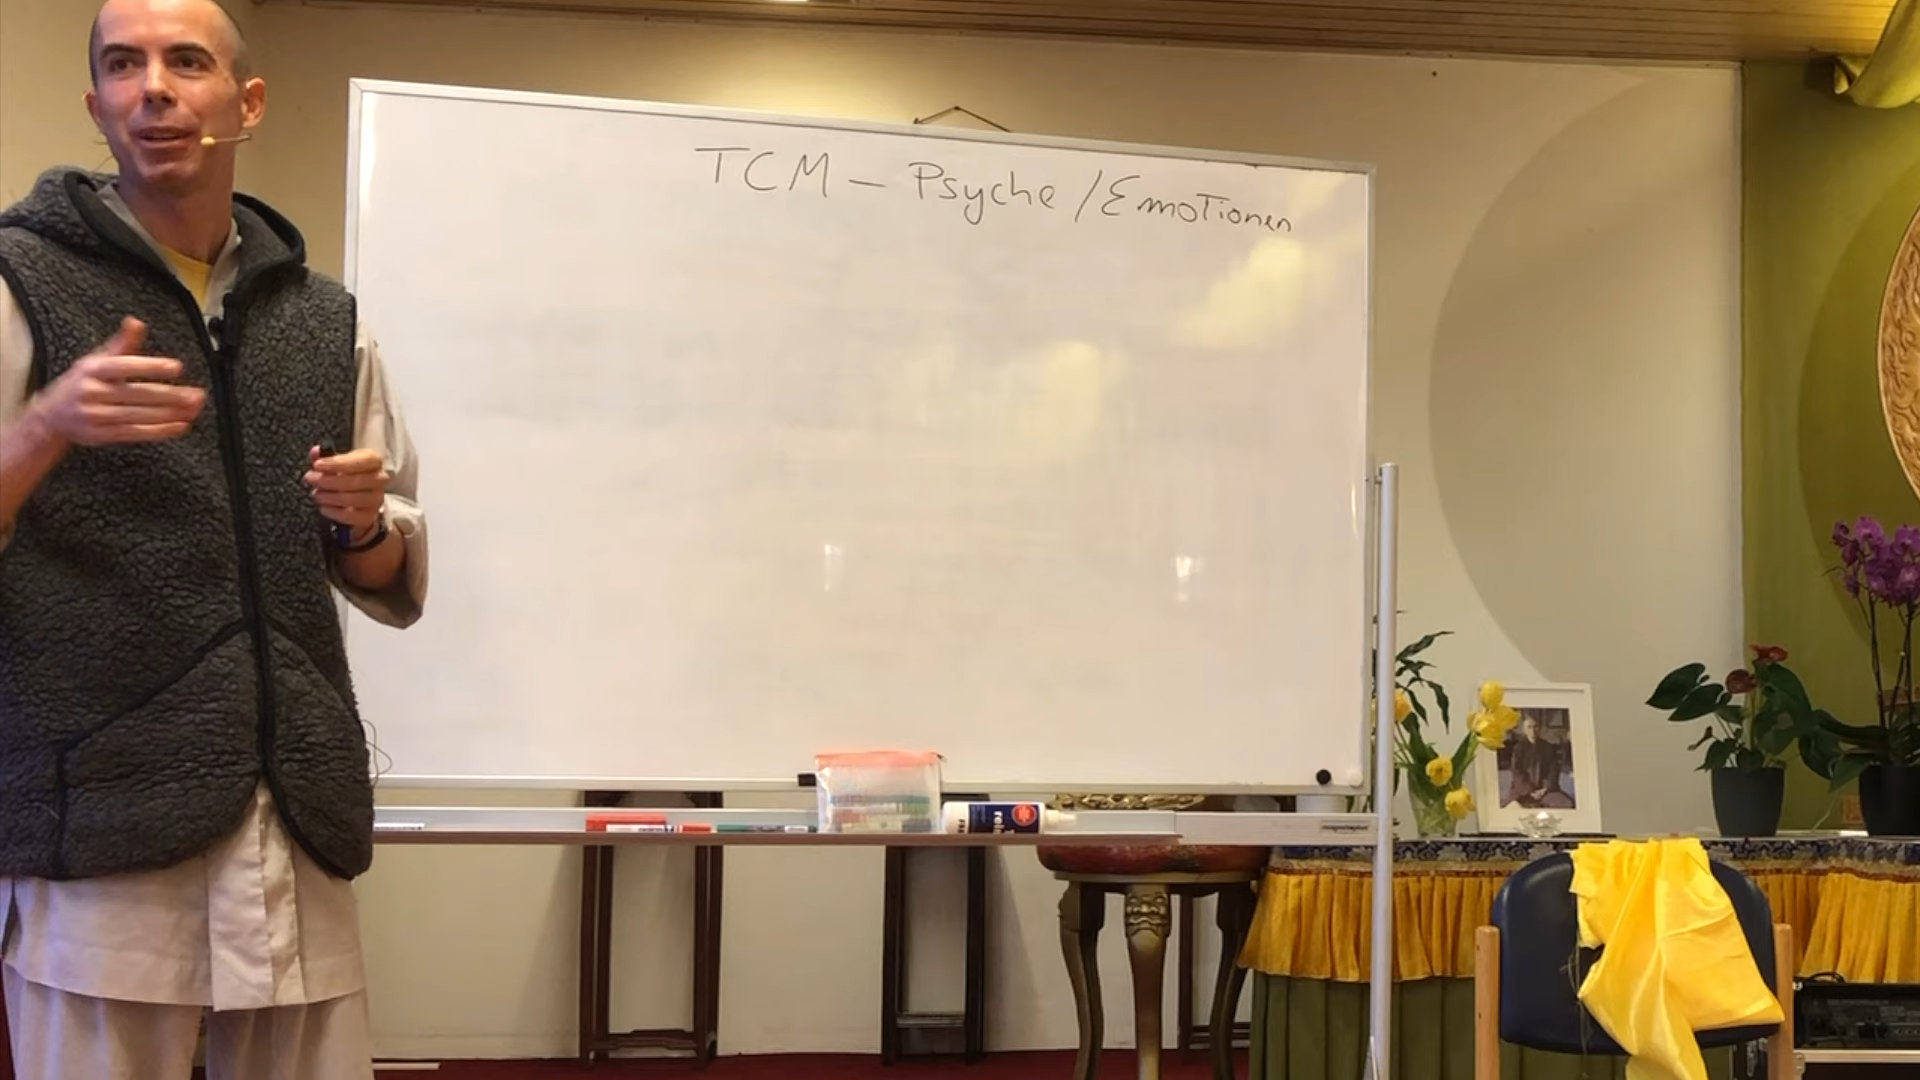 TCM – Psyche / Emotionen